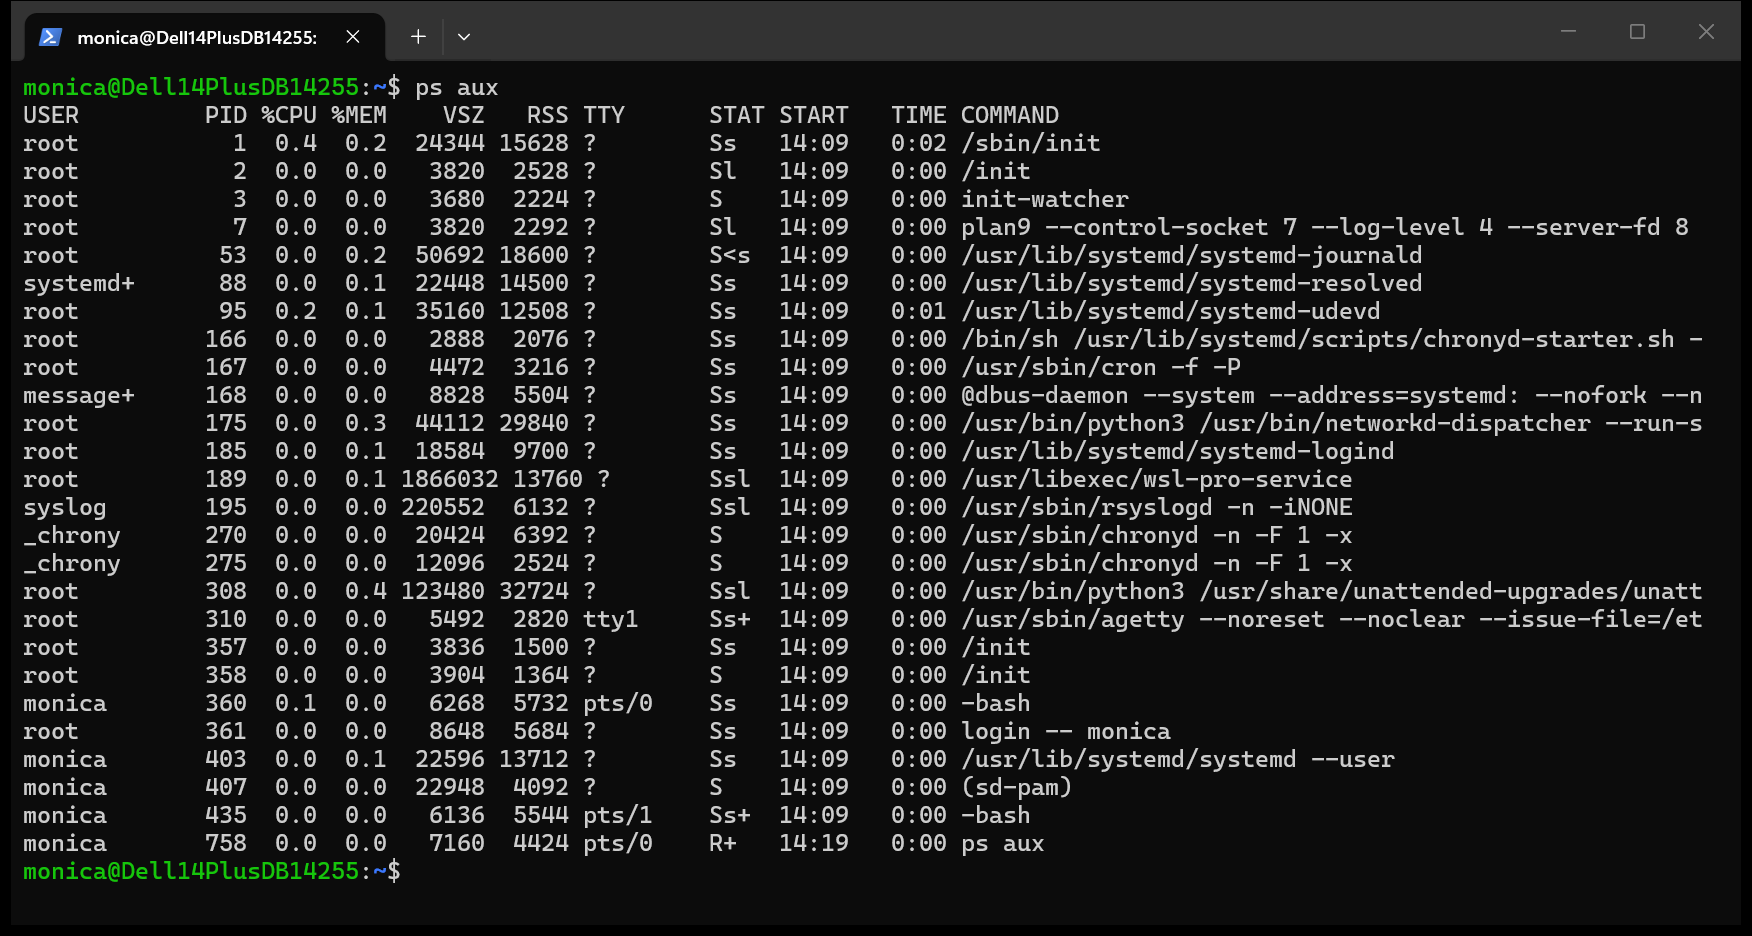 monica@Dell14PlusDB14255:
monica@Dell14PlusDB14255:~$ ps aux
USER         PID %CPU %MEM    VSZ   RSS TTY      STAT START   TIME COMMAND
root           1  0.4  0.2  24344 15628 ?        Ss   14:09   0:02 /sbin/init
root           2  0.0  0.0   3820  2528 ?        Sl   14:09   0:00 /init
root           3  0.0  0.0   3680  2224 ?        S    14:09   0:00 init-watcher
root           7  0.0  0.0   3820  2292 ?        Sl   14:09   0:00 plan9 --control-socket 7 --log-level 4 --server-fd 8
root          53  0.0  0.2  50692 18600 ?        S<s  14:09   0:00 /usr/lib/systemd/systemd-journald
systemd+      88  0.0  0.1  22448 14500 ?        Ss   14:09   0:00 /usr/lib/systemd/systemd-resolved
root          95  0.2  0.1  35160 12508 ?        Ss   14:09   0:01 /usr/lib/systemd/systemd-udevd
root         166  0.0  0.0   2888  2076 ?        Ss   14:09   0:00 /bin/sh /usr/lib/systemd/scripts/chronyd-starter.sh -
root         167  0.0  0.0   4472  3216 ?        Ss   14:09   0:00 /usr/sbin/cron -f -P
message+     168  0.0  0.0   8828  5504 ?        Ss   14:09   0:00 @dbus-daemon --system --address=systemd: --nofork --n
root         175  0.0  0.3  44112 29840 ?        Ss   14:09   0:00 /usr/bin/python3 /usr/bin/networkd-dispatcher --run-s
root         185  0.0  0.1  18584  9700 ?        Ss   14:09   0:00 /usr/lib/systemd/systemd-logind
root         189  0.0  0.1 1866032 13760 ?       Ssl  14:09   0:00 /usr/libexec/wsl-pro-service
syslog       195  0.0  0.0 220552  6132 ?        Ssl  14:09   0:00 /usr/sbin/rsyslogd -n -iNONE
_chrony      270  0.0  0.0  20424  6392 ?        S    14:09   0:00 /usr/sbin/chronyd -n -F 1 -x
_chrony      275  0.0  0.0  12096  2524 ?        S    14:09   0:00 /usr/sbin/chronyd -n -F 1 -x
root         308  0.0  0.4 123480 32724 ?        Ssl  14:09   0:00 /usr/bin/python3 /usr/share/unattended-upgrades/unatt
root         310  0.0  0.0   5492  2820 tty1     Ss+  14:09   0:00 /usr/sbin/agetty --noreset --noclear --issue-file=/et
root         357  0.0  0.0   3836  1500 ?        Ss   14:09   0:00 /init
root         358  0.0  0.0   3904  1364 ?        S    14:09   0:00 /init
monica       360  0.1  0.0   6268  5732 pts/0    Ss   14:09   0:00 -bash
root         361  0.0  0.0   8648  5684 ?        Ss   14:09   0:00 login -- monica
monica       403  0.0  0.1  22596 13712 ?        Ss   14:09   0:00 /usr/lib/systemd/systemd --user
monica       407  0.0  0.0  22948  4092 ?        S    14:09   0:00 (sd-pam)
monica       435  0.0  0.0   6136  5544 pts/1    Ss+  14:09   0:00 -bash
monica       758  0.0  0.0   7160  4424 pts/0    R+   14:19   0:00 ps aux
monica@Dell14PlusDB14255:~$